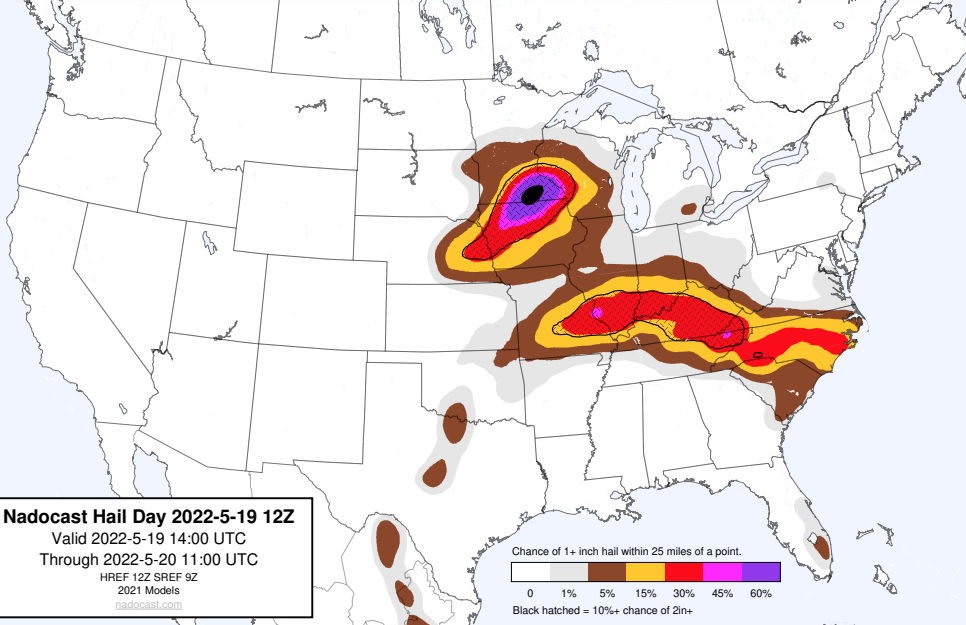 Nadocast Hail Day 2022-5-19 12Z
Valid 2022-5-19 14:00 UTC
Through 2022-5-20 11:00 UTC
HREF 12Z SREF 9Z
2021 Models
nadocast.com
Chance of 1+ inch hail within 25 miles of a point.
0 1% 5% 15% 30% 45% 60%
Black hatched = 10%+ chance of 2in+